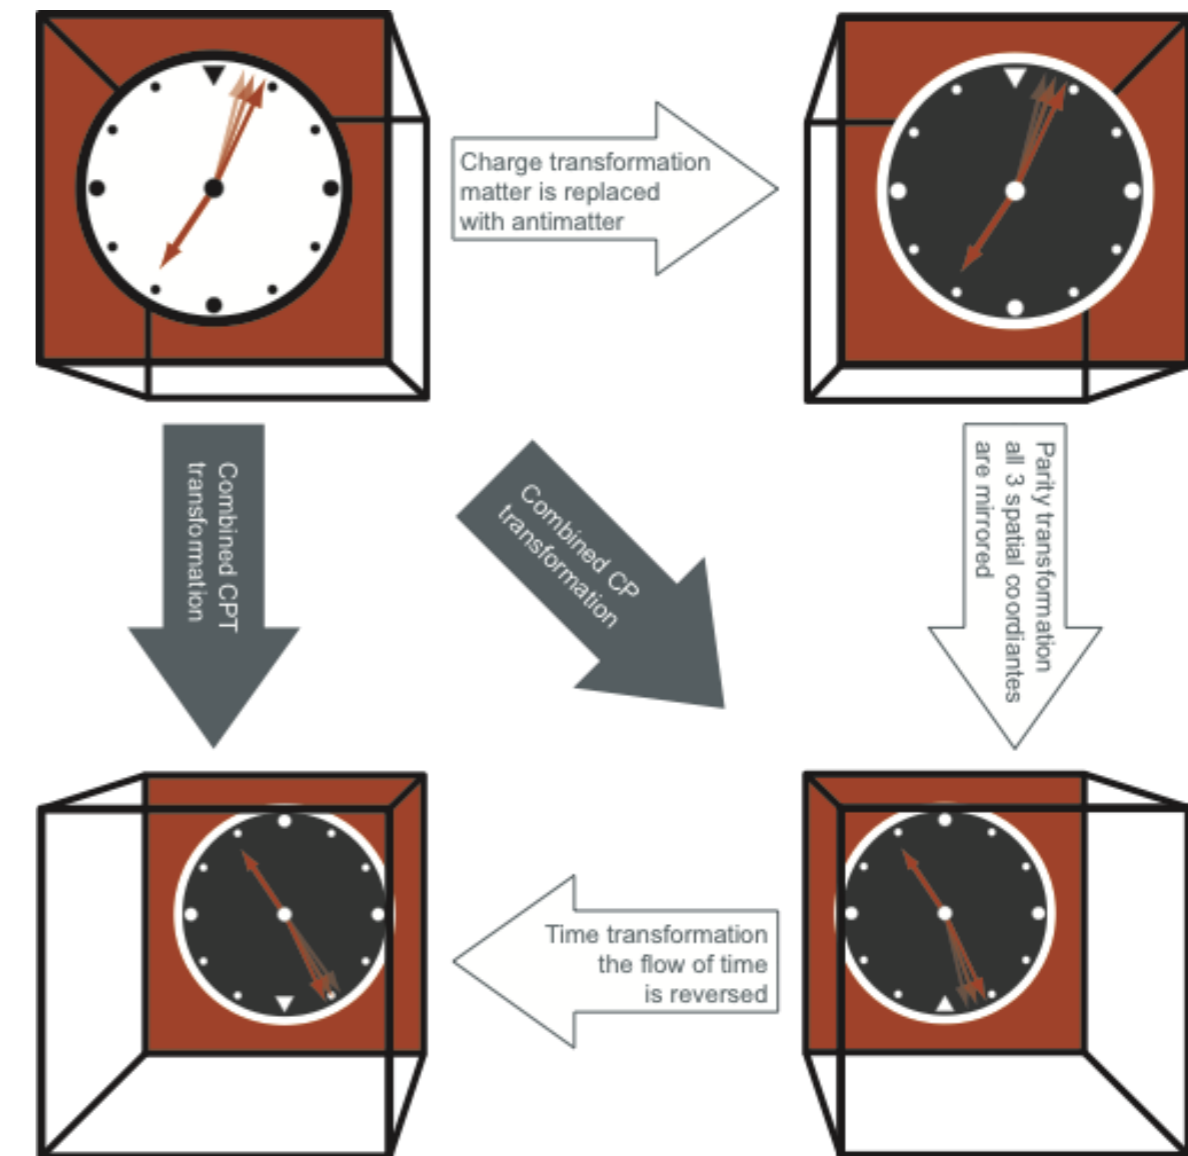 Charge transformation
matter is replaced
with antimatter
Combined CPT
transformation
Combined CP
transformation
Parity transformation
all 3 spatial coordiantes
are mirrored
Time transformation
the flow of time
is reversed